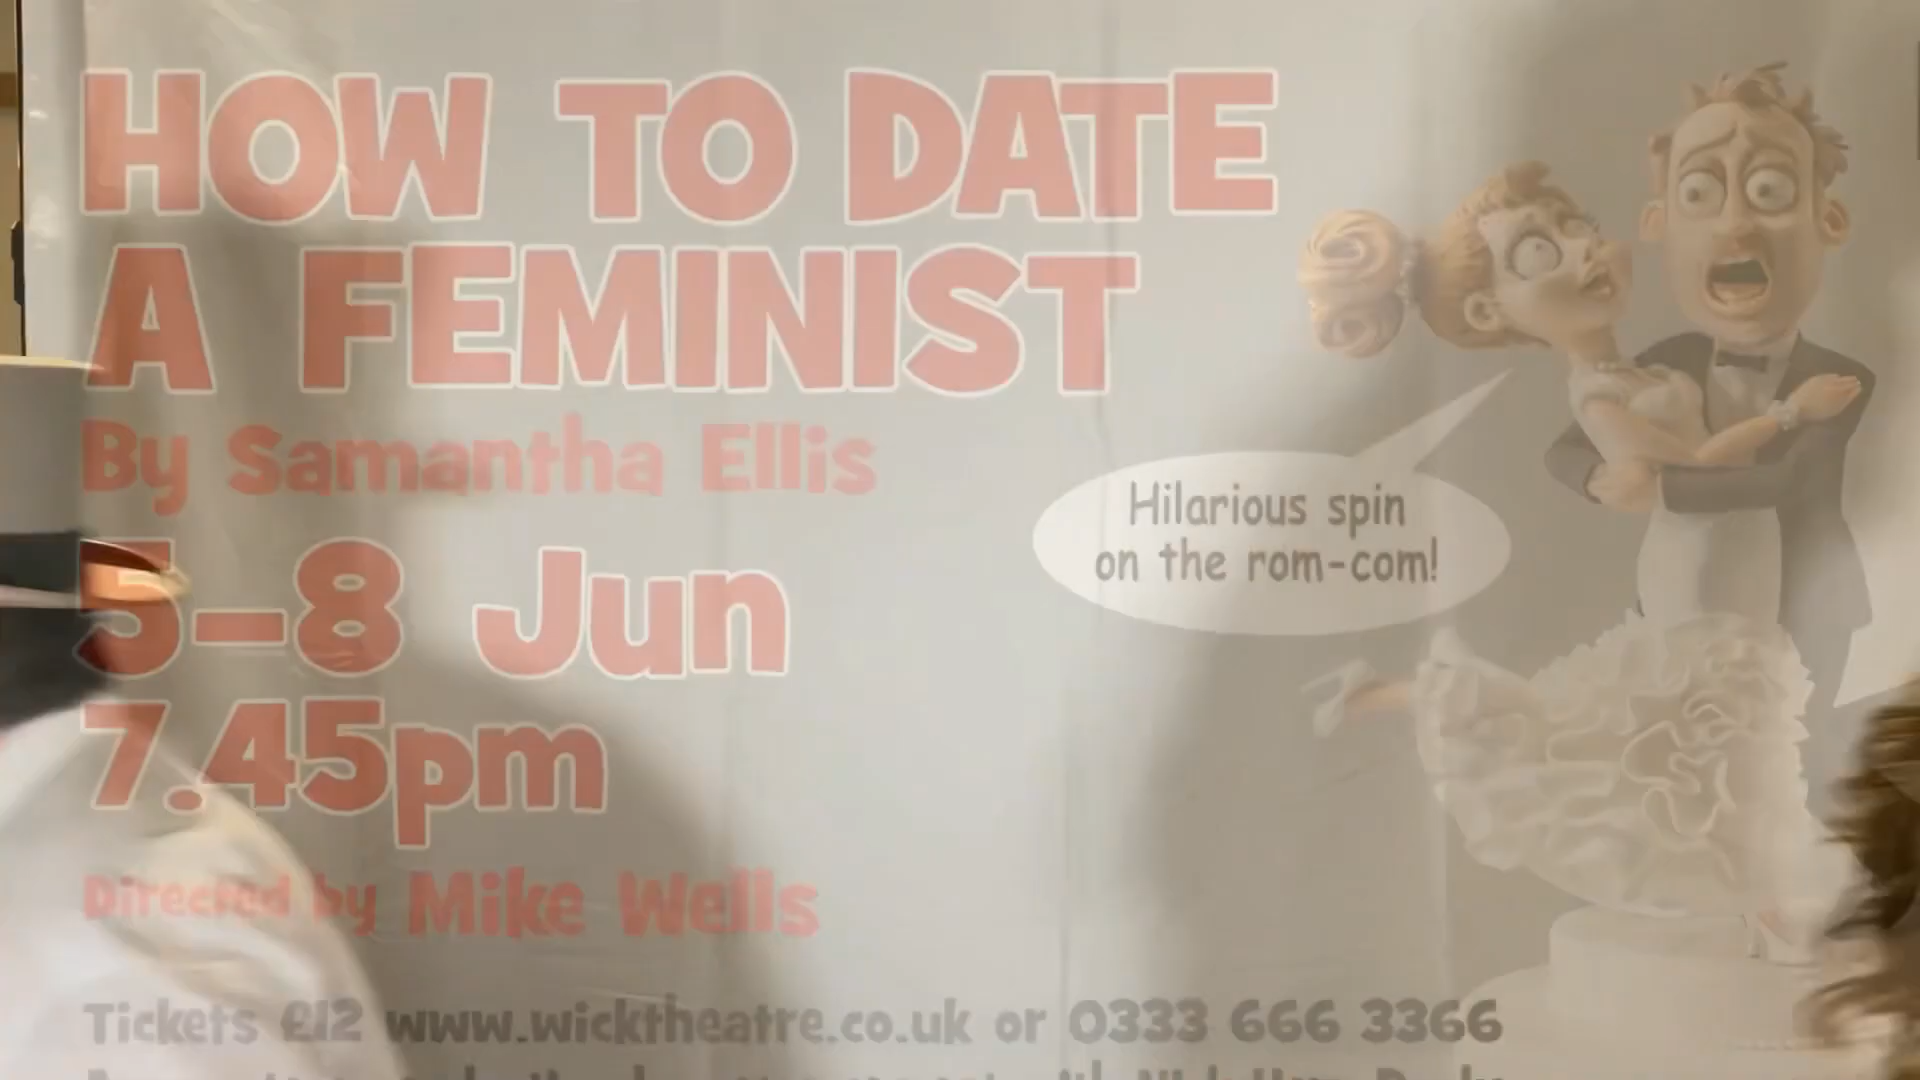 HOW TO DATE
A FEMINIST
By Samantha Ellis
Hilarious spin
on the rom-com!
5-8 Jun
7.45pm
Directed by Mike Wells
Tickets £12 www.wicktheatre.co.uk or 0333 666 3366